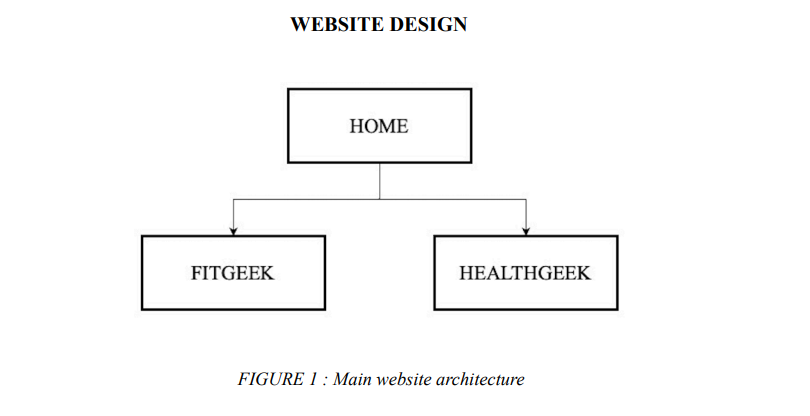 WEBSITE DESIGN
HOME
FITGEEK
HEALTHGEEK
FIGURE 1 : Main website architecture